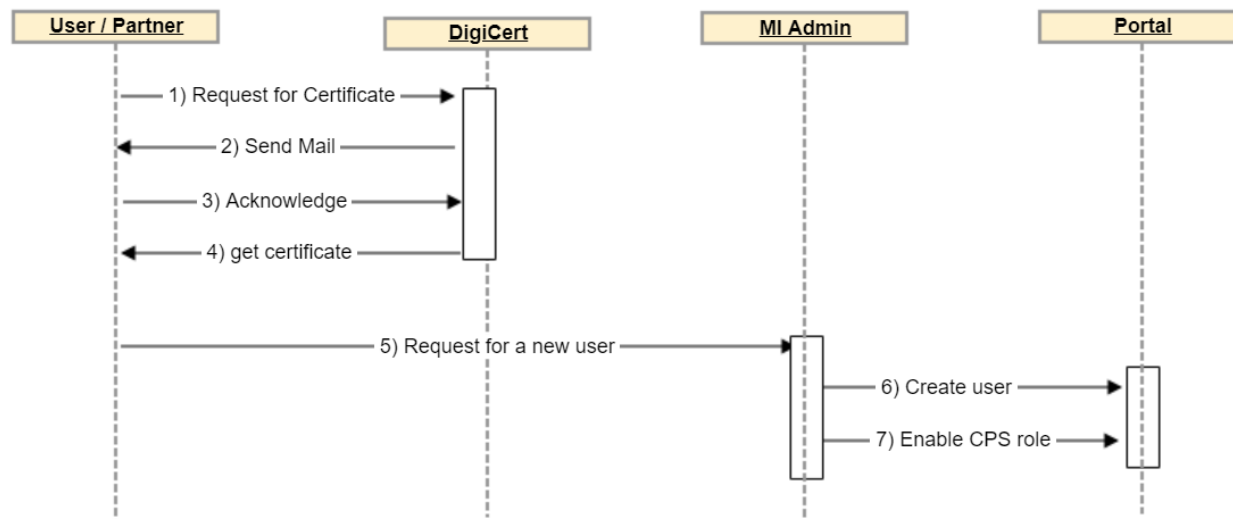 User / Partner
DigiCert
MI Admin
Portal
1) Request for Certificate
2) Send Mail
3) Acknowledge
4) get certificate
5) Request for a new user
6) Create user
7) Enable CPS role